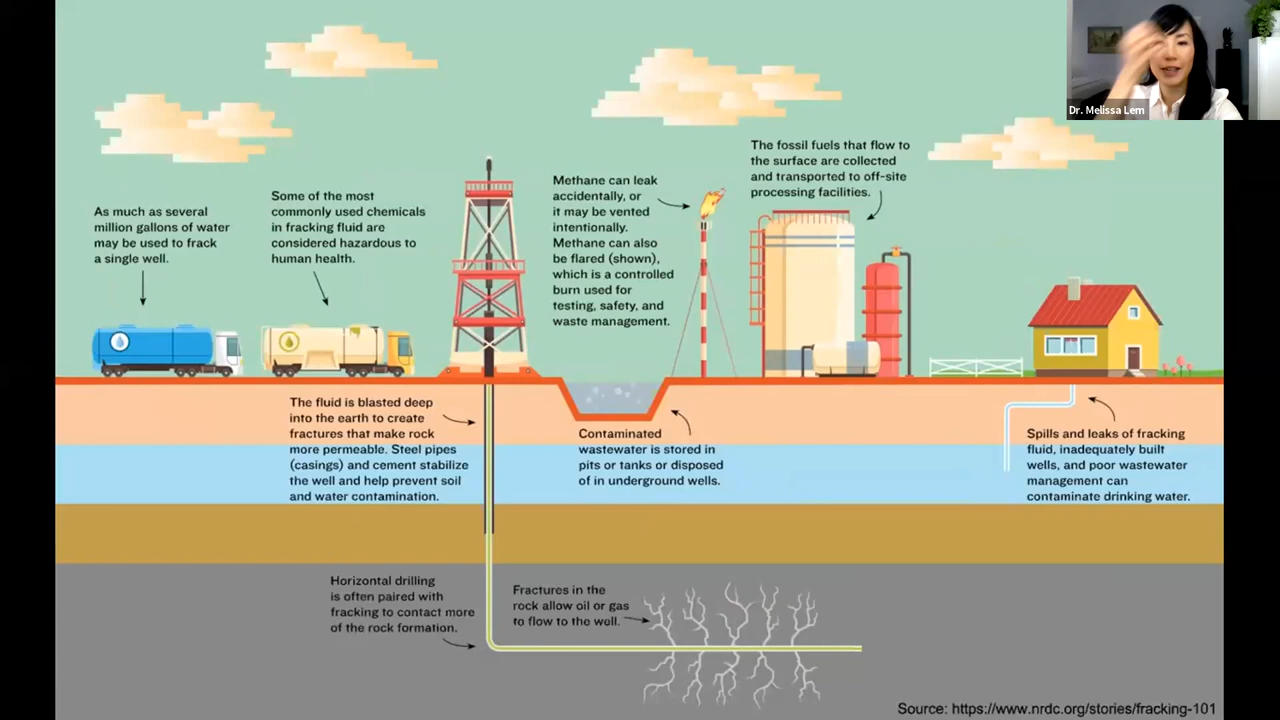 Dr. Melissa Lem
As much as several
million gallons of water
may be used to frack
a single well.
Some of the most
commonly used chemicals
in fracking fluid are
considered hazardous to
human health.
Methane can leak
accidentally, or
it may be vented
intentionally.
Methane can also
be flared (shown),
which is a controlled
burn used for
testing, safety, and
waste management.
The fossil fuels that flow to
the surface are collected
and transported to off-site
processing facilities.
The fluid is blasted deep
into the earth to create
fractures that make rock
more permeable. Steel pipes
(casings) and cement stabilize
the well and help prevent soil
and water contamination.
Contaminated
wastewater is stored in
pits or tanks or disposed
of in underground wells.
Spills and leaks of fracking
fluid, inadequately built
wells, and poor wastewater
management can
contaminate drinking water.
Horizontal drilling
is often paired with
fracking to contact more
of the rock formation.
Fractures in the
rock allow oil or gas
to flow to the well.
Source: https://www.nrdc.org/stories/fracking-101